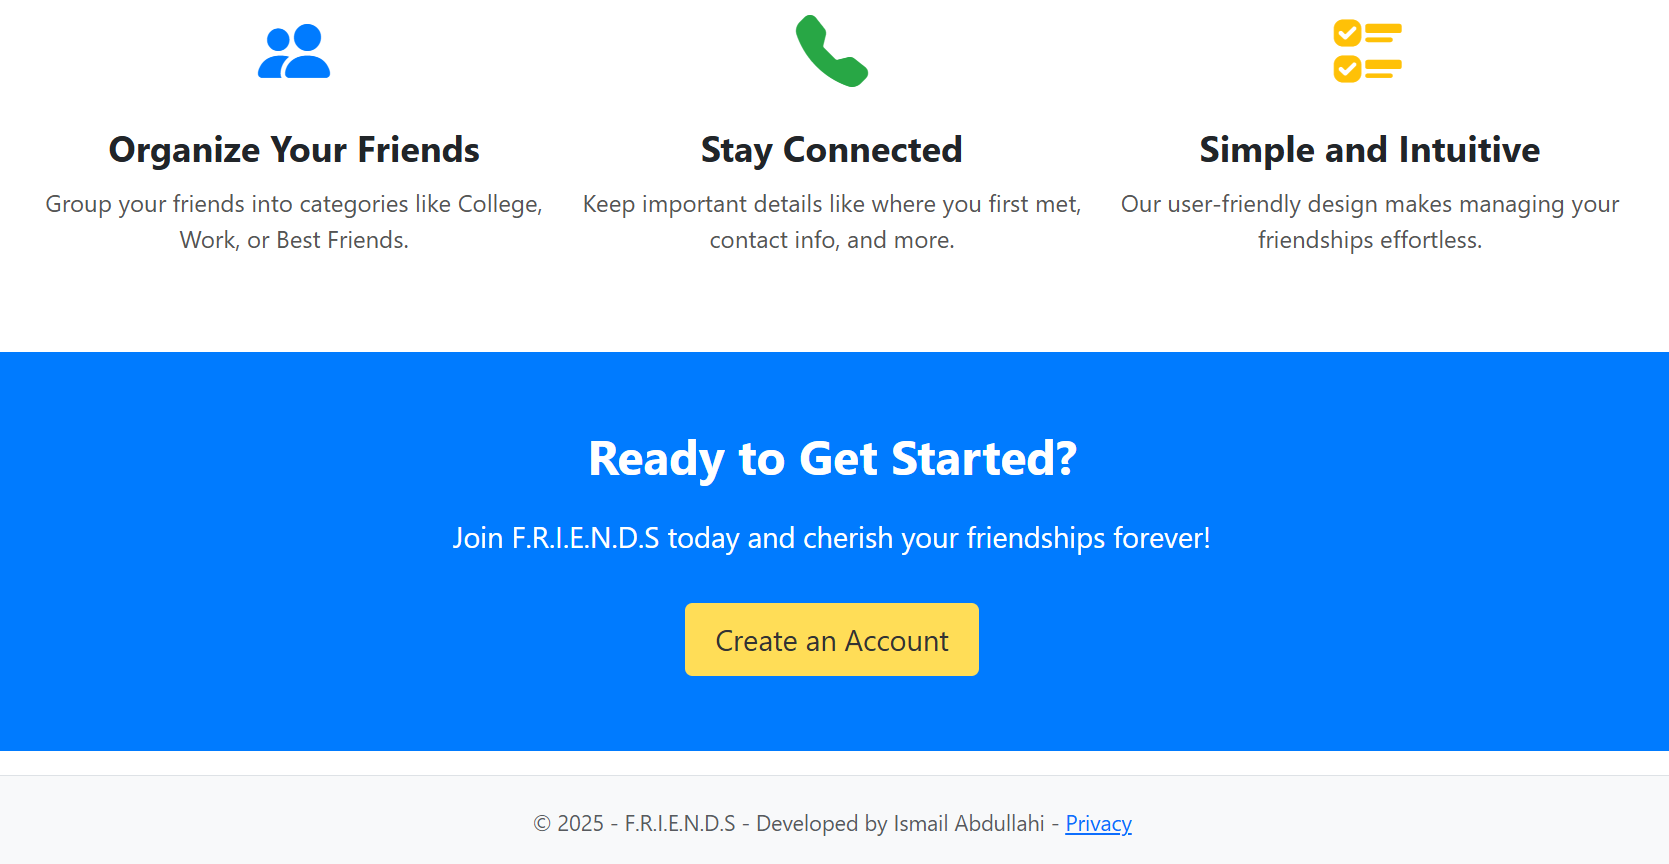 Organize Your Friends
Group your friends into categories like College,
Work, or Best Friends.
Stay Connected
Keep important details like where you first met,
contact info, and more.
Simple and Intuitive
Our user-friendly design makes managing your
friendships effortless.
Ready to Get Started?
Join F.R.I.E.N.D.S today and cherish your friendships forever!
Create an Account
© 2025 - F.R.I.E.N.D.S - Developed by Ismail Abdullahi - Privacy